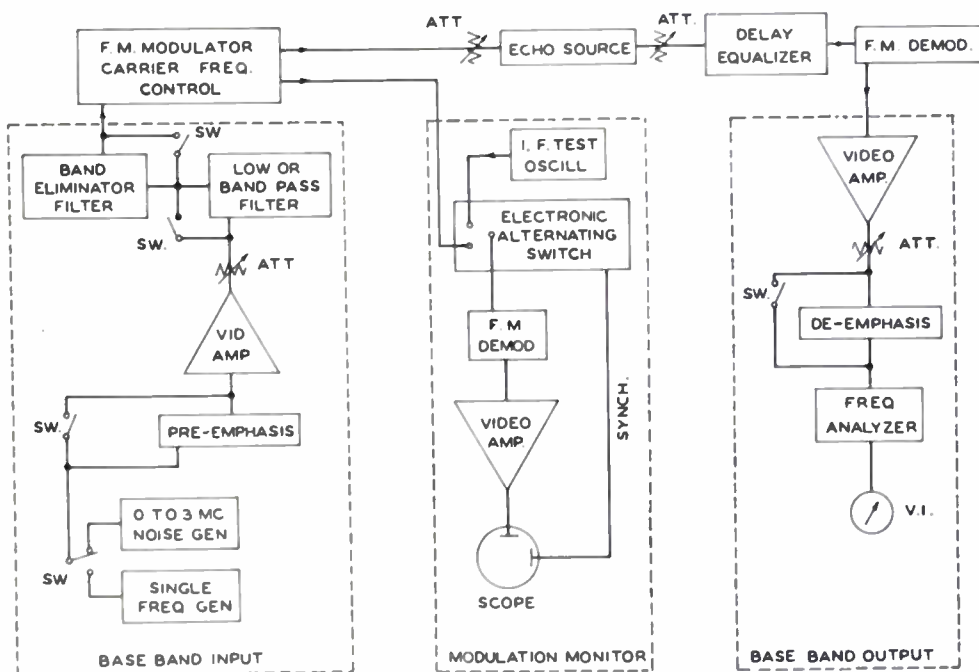 F. M. MODULATOR
CARRIER FREQ.
CONTROL
ATT
ECHO SOURCE
ATT.
DELAY
EQUALIZER
F. M. DEMOD.
SW
BAND
ELIMINATOR
FILTER
LOW OR
BAND PASS
FILTER
SW.
ATT
VID
AMP
SW.
PRE-EMPHASIS
0 TO 3 MC
NOISE GEN
SW
SINGLE
FREQ GEN
BASE BAND INPUT
I. F. TEST
OSCILL
ELECTRONIC
ALTERNATING
SWITCH
F. M
DEMOD
VIDEO
AMP.
SYNCH.
SCOPE
MODULATION MONITOR
VIDEO
AMP.
ATT.
SW.
DE-EMPHASIS
FREQ
ANALYZER
V.I.
BASE BAND OUTPUT